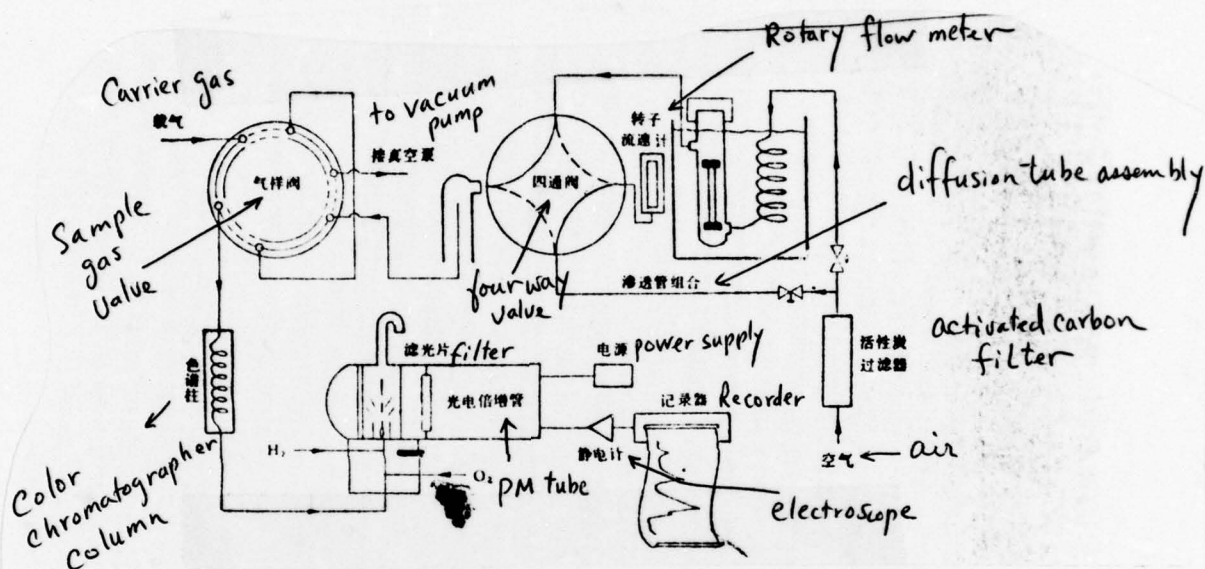 Rotary flow meter
Carrier gas
载气
to vacuum
pump
接真空泵
转子
流速计
气样阀
四通阀
diffusion tube assembly
Sample
gas
valve
four way
valve
渗透管组合
activated carbon
filter
活性炭
过滤器
滤光片 filter
电源 power supply
色谱柱
光电倍增管
记录器 Recorder
H₂
静电计
空气
air
O₂
PM tube
electroscope
Color
chromatographer
column